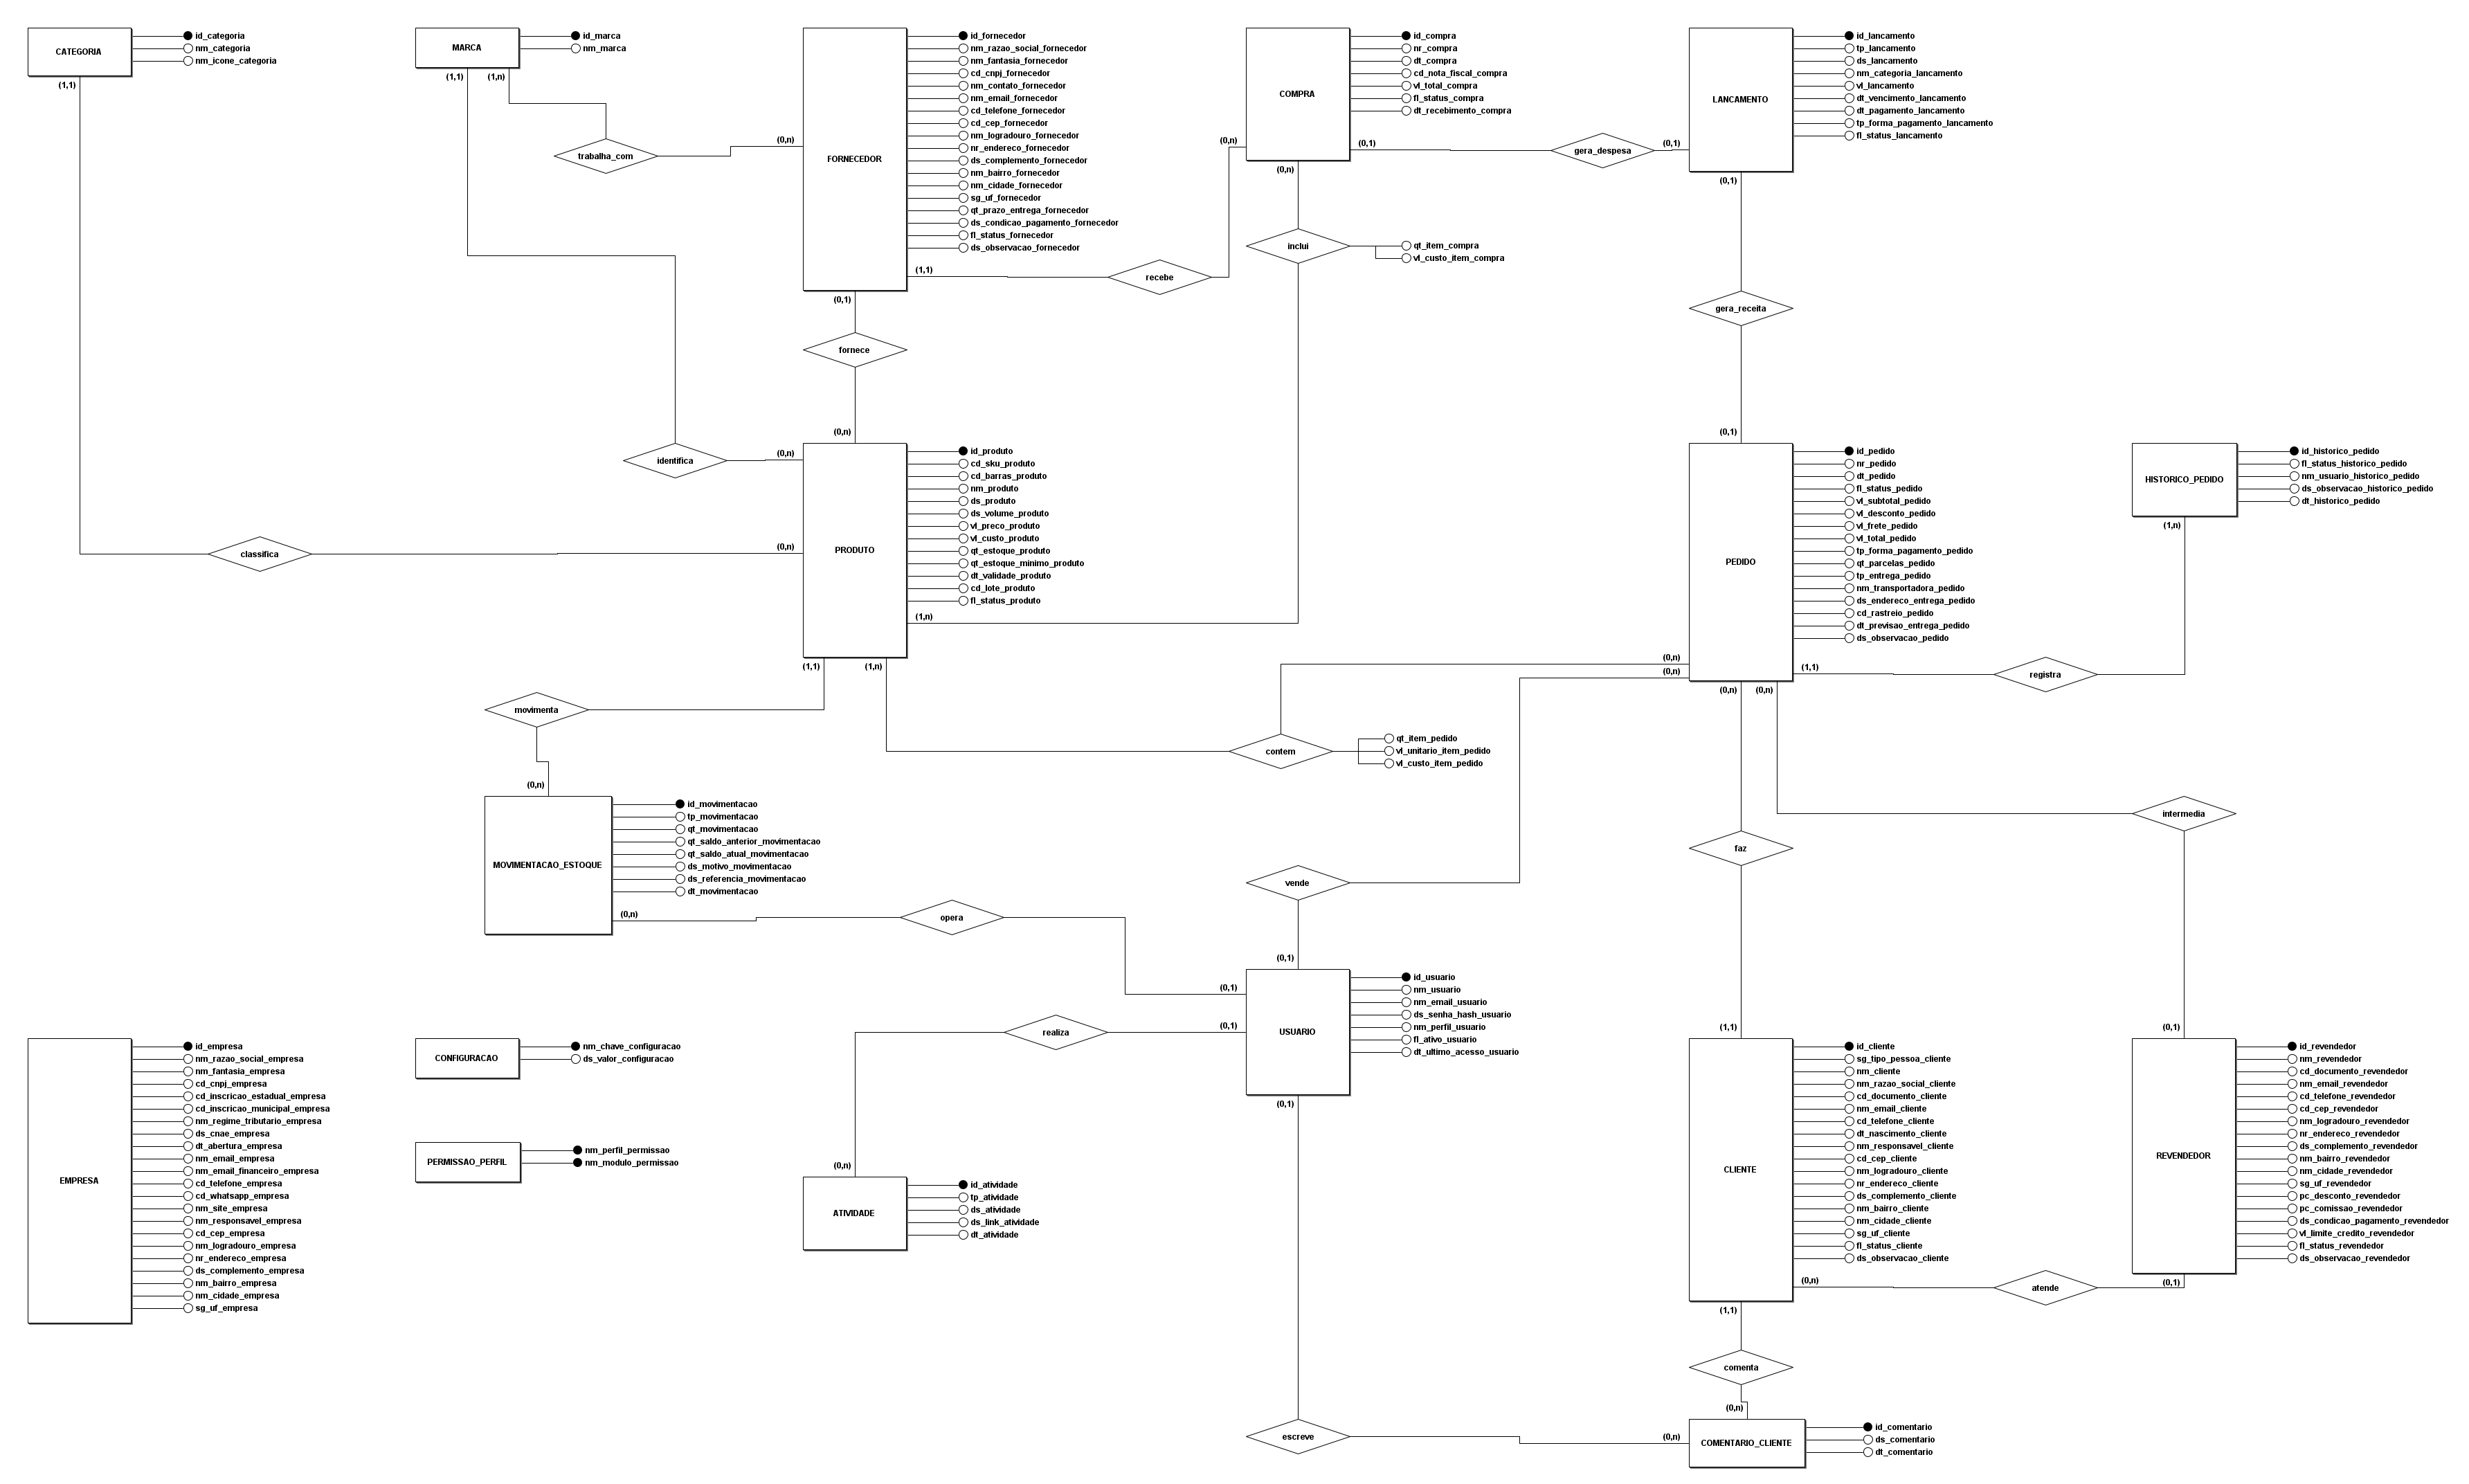 CATEGORIA
id_categoria
nm_categoria
nm_icone_categoria
(1,1)
MARCA
id_marca
nm_marca
(1,1)
(1,n)
trabalha_com
(0,n)
FORNECEDOR
id_fornecedor
nm_razao_social_fornecedor
nm_fantasia_fornecedor
cd_cnpj_fornecedor
nm_contato_fornecedor
nm_email_fornecedor
cd_telefone_fornecedor
cd_cep_fornecedor
nm_logradouro_fornecedor
nr_endereco_fornecedor
ds_complemento_fornecedor
nm_bairro_fornecedor
nm_cidade_fornecedor
sg_uf_fornecedor
qt_prazo_entrega_fornecedor
ds_condicao_pagamento_fornecedor
fl_status_fornecedor
ds_observacao_fornecedor
(1,1)
(0,1)
recebe
(0,n)
COMPRA
id_compra
nr_compra
dt_compra
cd_nota_fiscal_compra
vl_total_compra
fl_status_compra
dt_recebimento_compra
(0,1)
(0,n)
gera_despesa
(0,1)
LANCAMENTO
id_lancamento
tp_lancamento
ds_lancamento
nm_categoria_lancamento
vl_lancamento
dt_vencimento_lancamento
dt_pagamento_lancamento
tp_forma_pagamento_lancamento
fl_status_lancamento
(0,1)
inclui
qt_item_compra
vl_custo_item_compra
gera_receita
fornece
(0,n)
(0,1)
identifica
(0,n)
classifica
(0,n)
PRODUTO
id_produto
cd_sku_produto
cd_barras_produto
nm_produto
ds_produto
ds_volume_produto
vl_preco_produto
vl_custo_produto
qt_estoque_produto
qt_estoque_minimo_produto
dt_validade_produto
cd_lote_produto
fl_status_produto
(1,n)
(1,1)
(1,n)
PEDIDO
id_pedido
nr_pedido
dt_pedido
fl_status_pedido
vl_subtotal_pedido
vl_desconto_pedido
vl_frete_pedido
vl_total_pedido
tp_forma_pagamento_pedido
qt_parcelas_pedido
tp_entrega_pedido
nm_transportadora_pedido
ds_endereco_entrega_pedido
cd_rastreio_pedido
dt_previsao_entrega_pedido
ds_observacao_pedido
(0,n)
(0,n)
(1,1)
(0,n)
(0,n)
HISTORICO_PEDIDO
id_historico_pedido
fl_status_historico_pedido
nm_usuario_historico_pedido
ds_observacao_historico_pedido
dt_historico_pedido
(1,n)
registra
movimenta
(0,n)
contem
qt_item_pedido
vl_unitario_item_pedido
vl_custo_item_pedido
MOVIMENTACAO_ESTOQUE
id_movimentacao
tp_movimentacao
qt_movimentacao
qt_saldo_anterior_movimentacao
qt_saldo_atual_movimentacao
ds_motivo_movimentacao
ds_referencia_movimentacao
dt_movimentacao
(0,n)
opera
vende
faz
intermedia
(0,1)
(0,1)
(0,1)
USUARIO
id_usuario
nm_usuario
nm_email_usuario
ds_senha_hash_usuario
nm_perfil_usuario
fl_ativo_usuario
dt_ultimo_acesso_usuario
(0,1)
realiza
(0,n)
EMPRESA
id_empresa
nm_razao_social_empresa
nm_fantasia_empresa
cd_cnpj_empresa
cd_inscricao_estadual_empresa
cd_inscricao_municipal_empresa
nm_regime_tributario_empresa
ds_cnae_empresa
dt_abertura_empresa
nm_email_empresa
nm_email_financeiro_empresa
cd_telefone_empresa
cd_whatsapp_empresa
nm_site_empresa
nm_responsavel_empresa
cd_cep_empresa
nm_logradouro_empresa
nr_endereco_empresa
ds_complemento_empresa
nm_bairro_empresa
nm_cidade_empresa
sg_uf_empresa
CONFIGURACAO
nm_chave_configuracao
ds_valor_configuracao
PERMISSAO_PERFIL
nm_perfil_permissao
nm_modulo_permissao
ATIVIDADE
id_atividade
tp_atividade
ds_atividade
ds_link_atividade
dt_atividade
(1,1)
CLIENTE
id_cliente
sg_tipo_pessoa_cliente
nm_cliente
nm_razao_social_cliente
cd_documento_cliente
nm_email_cliente
cd_telefone_cliente
dt_nascimento_cliente
nm_responsavel_cliente
cd_cep_cliente
nm_logradouro_cliente
nr_endereco_cliente
ds_complemento_cliente
nm_bairro_cliente
nm_cidade_cliente
sg_uf_cliente
fl_status_cliente
ds_observacao_cliente
(0,n)
(1,1)
(0,1)
REVENDEDOR
id_revendedor
nm_revendedor
cd_documento_revendedor
nm_email_revendedor
cd_telefone_revendedor
cd_cep_revendedor
nm_logradouro_revendedor
nr_endereco_revendedor
ds_complemento_revendedor
nm_bairro_revendedor
nm_cidade_revendedor
sg_uf_revendedor
pc_desconto_revendedor
pc_comissao_revendedor
ds_condicao_pagamento_revendedor
vl_limite_credito_revendedor
fl_status_revendedor
ds_observacao_revendedor
(0,1)
atende
comenta
(0,n)
escreve
(0,n)
COMENTARIO_CLIENTE
id_comentario
ds_comentario
dt_comentario